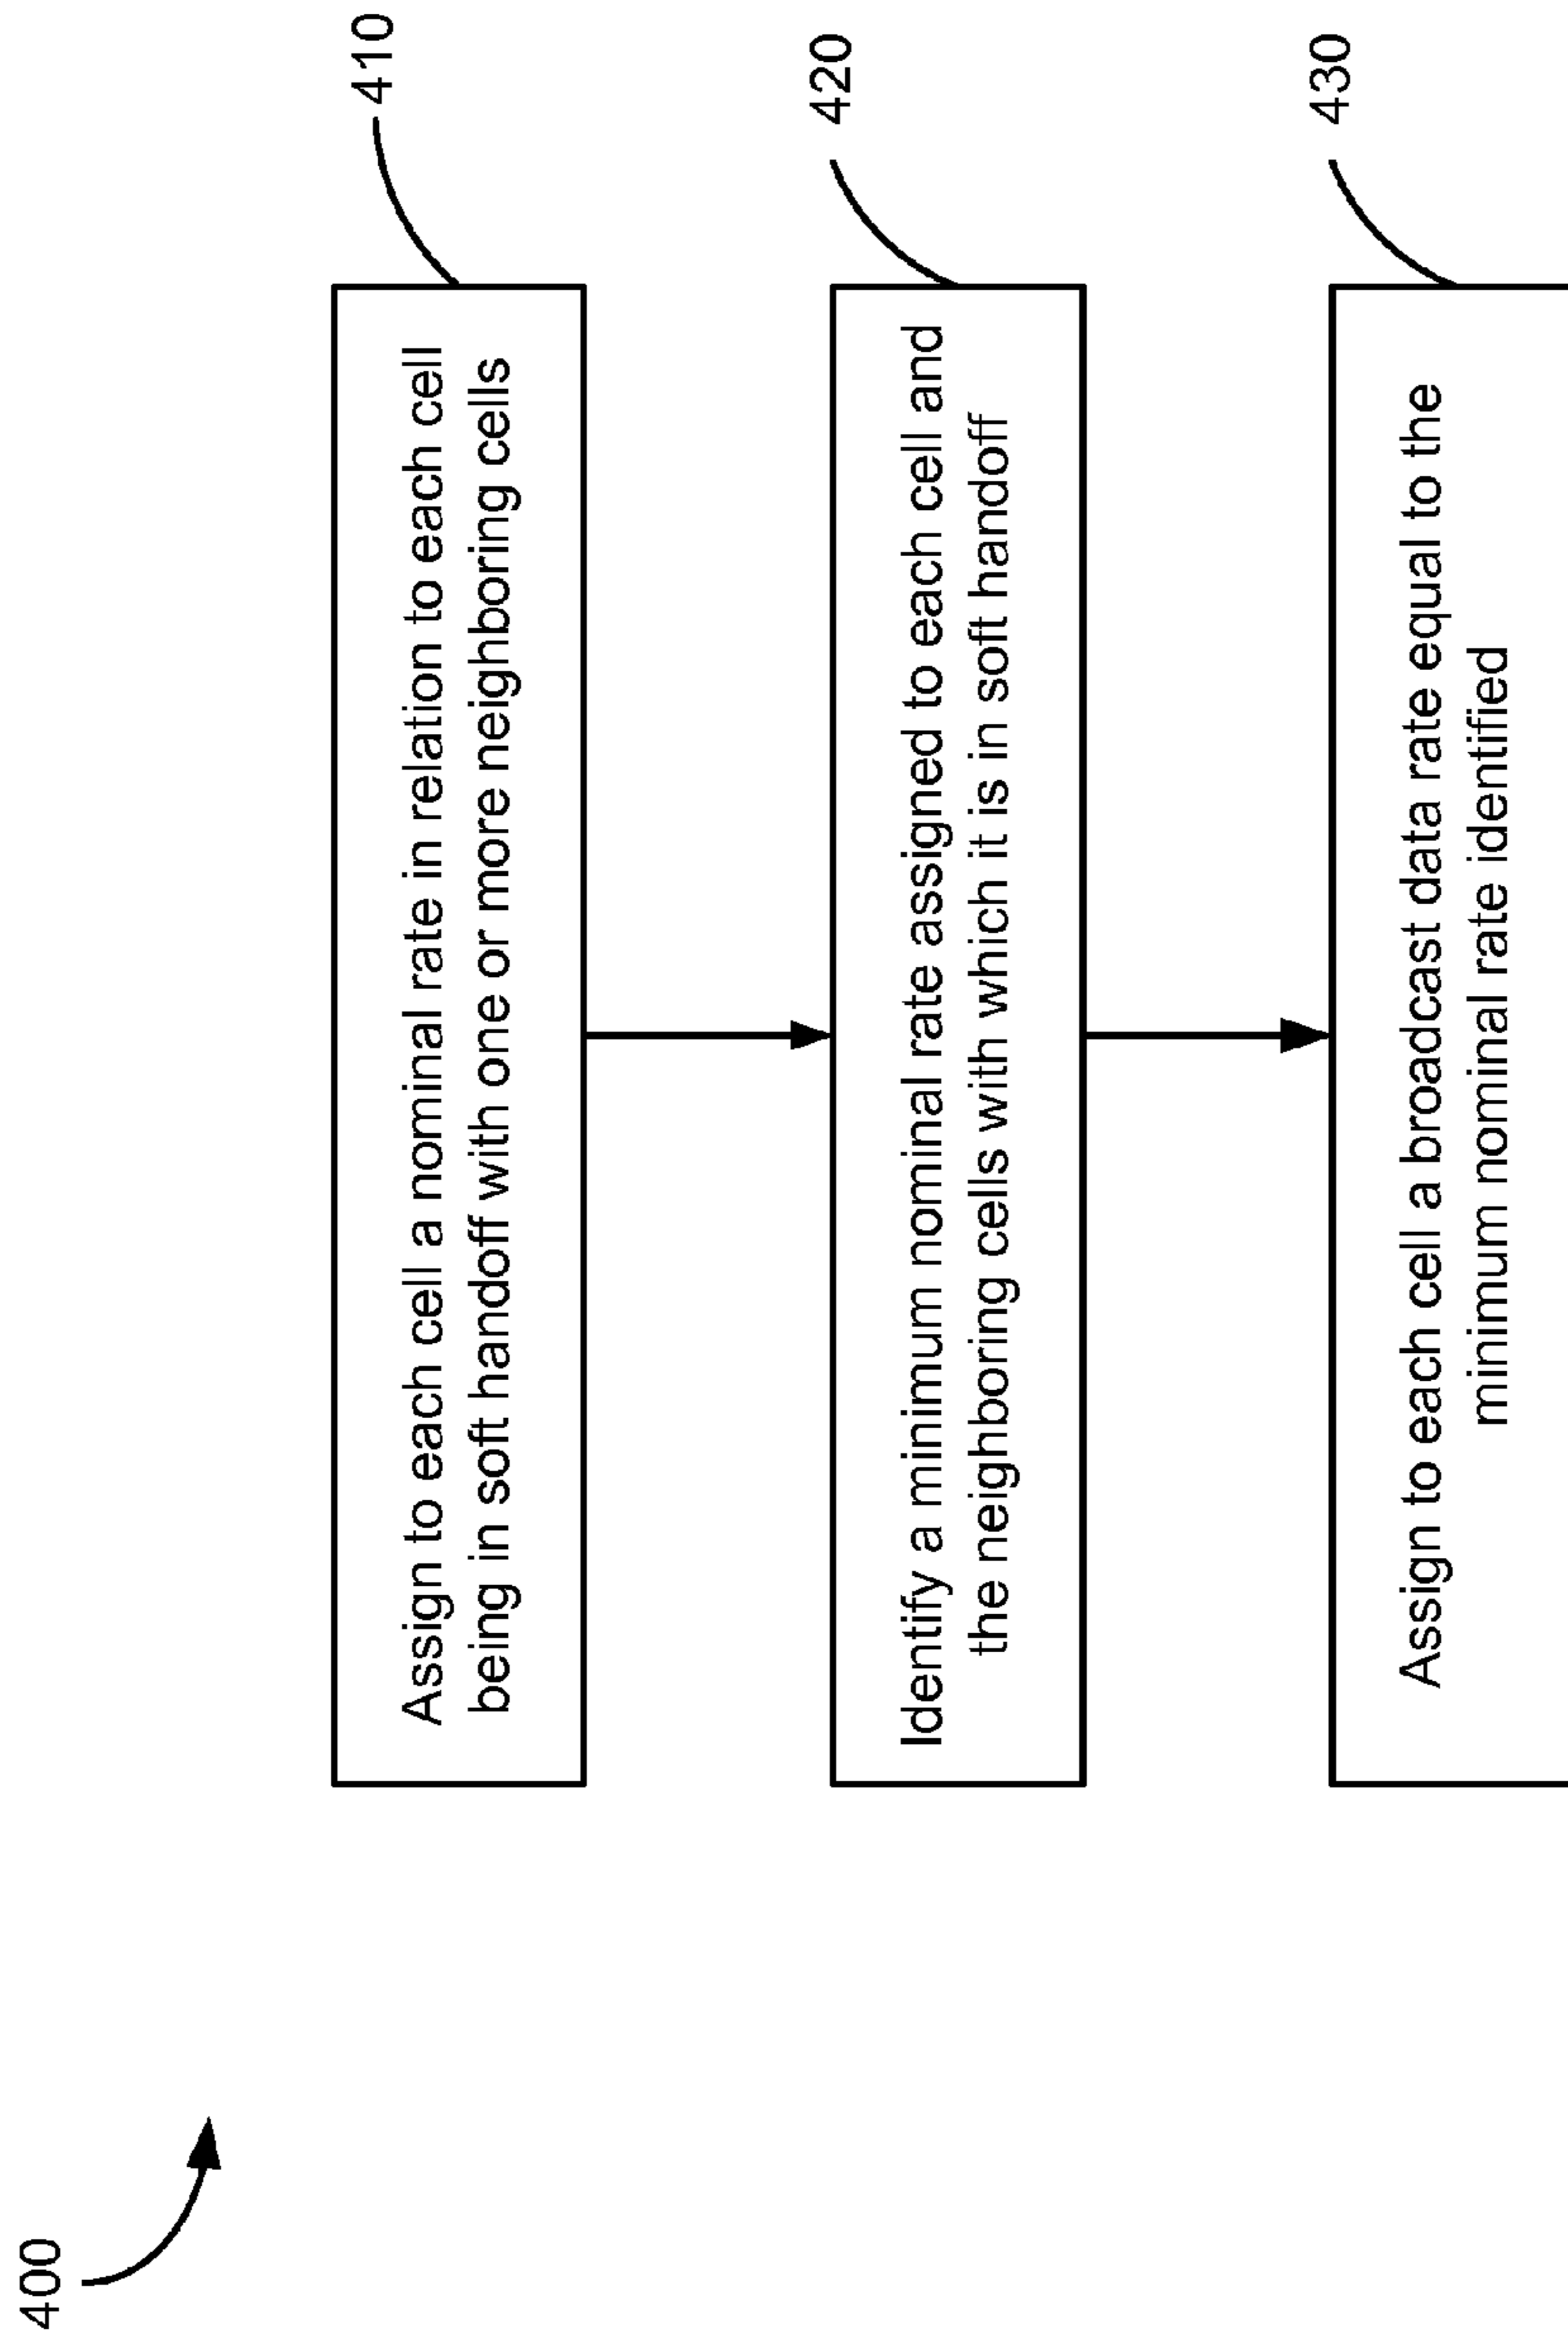 400
410
Assign to each cell a nominal rate in relation to each cell
being in soft handoff with one or more neighboring cells
420
Identify a minimum nominal rate assigned to each cell and
the neighboring cells with which it is in soft handoff
430
Assign to each cell a broadcast data rate equal to the
minimum nominal rate identified